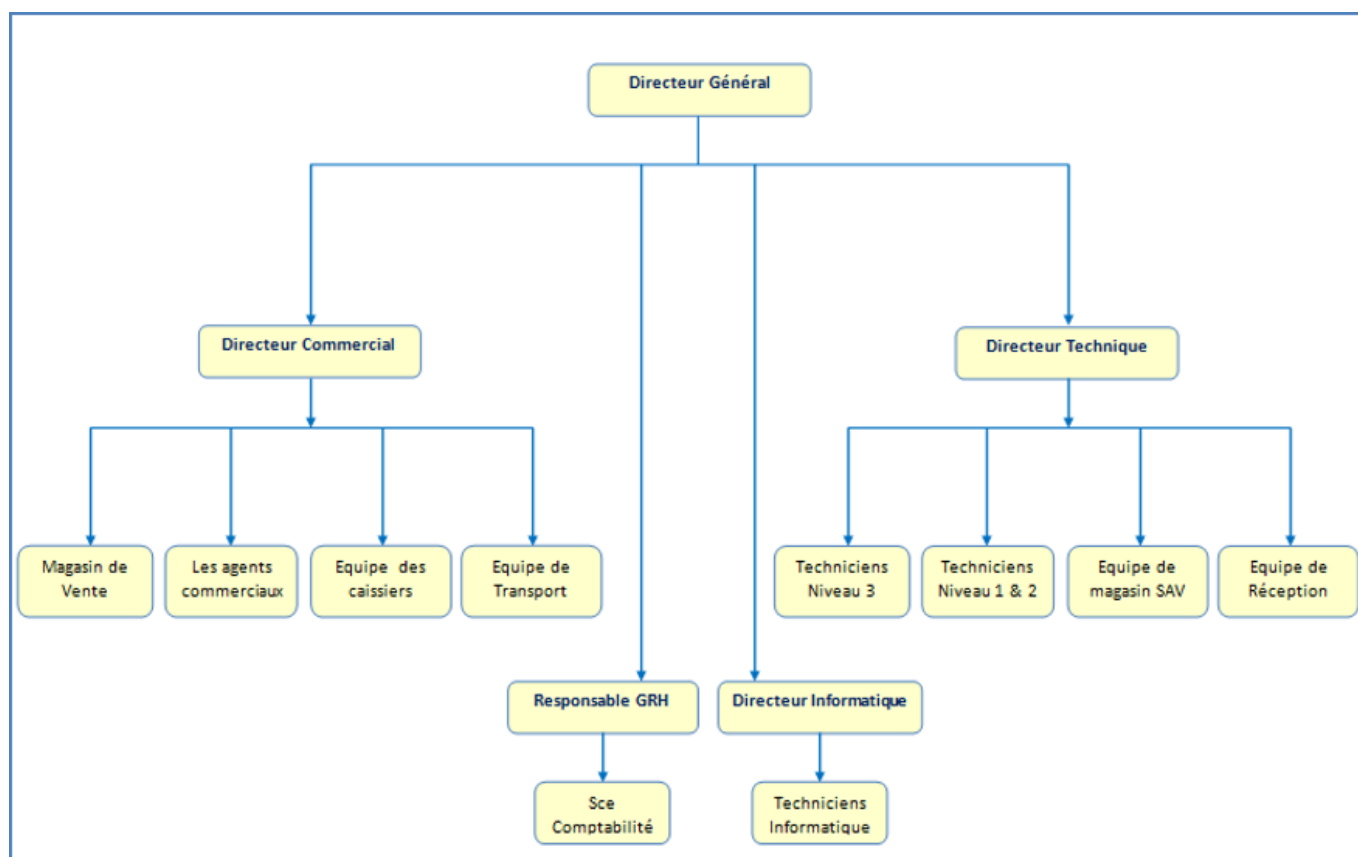 Directeur Général
Directeur Commercial
Directeur Technique
Magasin de
Vente
Les agents
commerciaux
Equipe des
caissiers
Equipe de
Transport
Techniciens
Niveau 3
Techniciens
Niveau 1 & 2
Equipe de
magasin SAV
Equipe de
Réception
Responsable GRH
Directeur Informatique
Sce
Comptabilité
Techniciens
Informatique